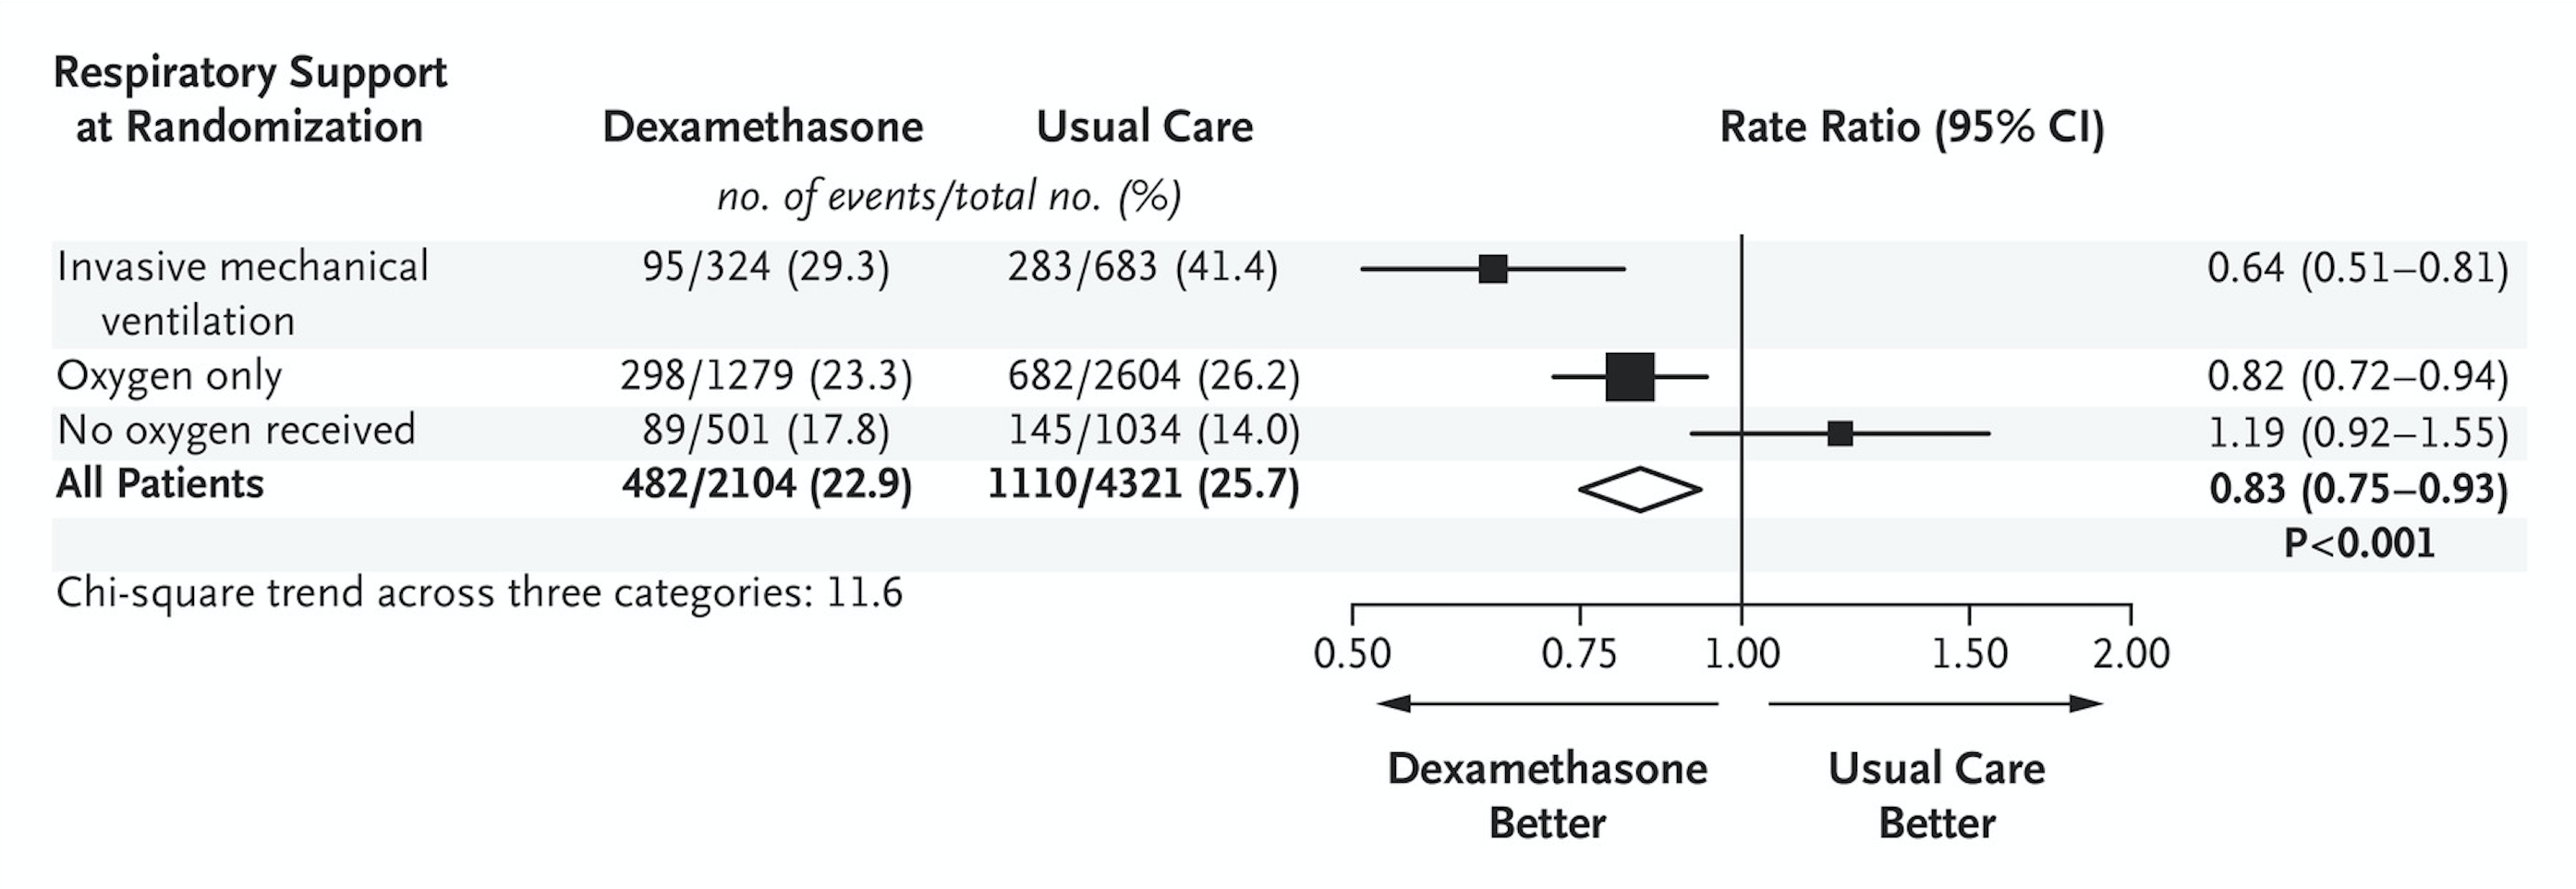 Respiratory Support
at Randomization
Dexamethasone
Usual Care
Rate Ratio (95% CI)
no. of events/total no. (%)
Invasive mechanical
ventilation
95/324 (29.3)
283/683 (41.4)
0.64 (0.51–0.81)
Oxygen only
298/1279 (23.3)
682/2604 (26.2)
0.82 (0.72–0.94)
No oxygen received
89/501 (17.8)
145/1034 (14.0)
1.19 (0.92–1.55)
All Patients
482/2104 (22.9)
1110/4321 (25.7)
0.83 (0.75–0.93)
P<0.001
Chi-square trend across three categories: 11.6
0.50
0.75
1.00
1.50
2.00
Dexamethasone
Better
Usual Care
Better